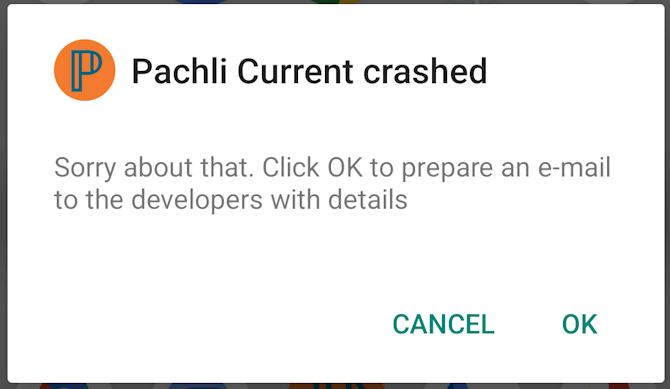 Pachli Current crashed
Sorry about that. Click OK to prepare an e-mail
to the developers with details
CANCEL OK